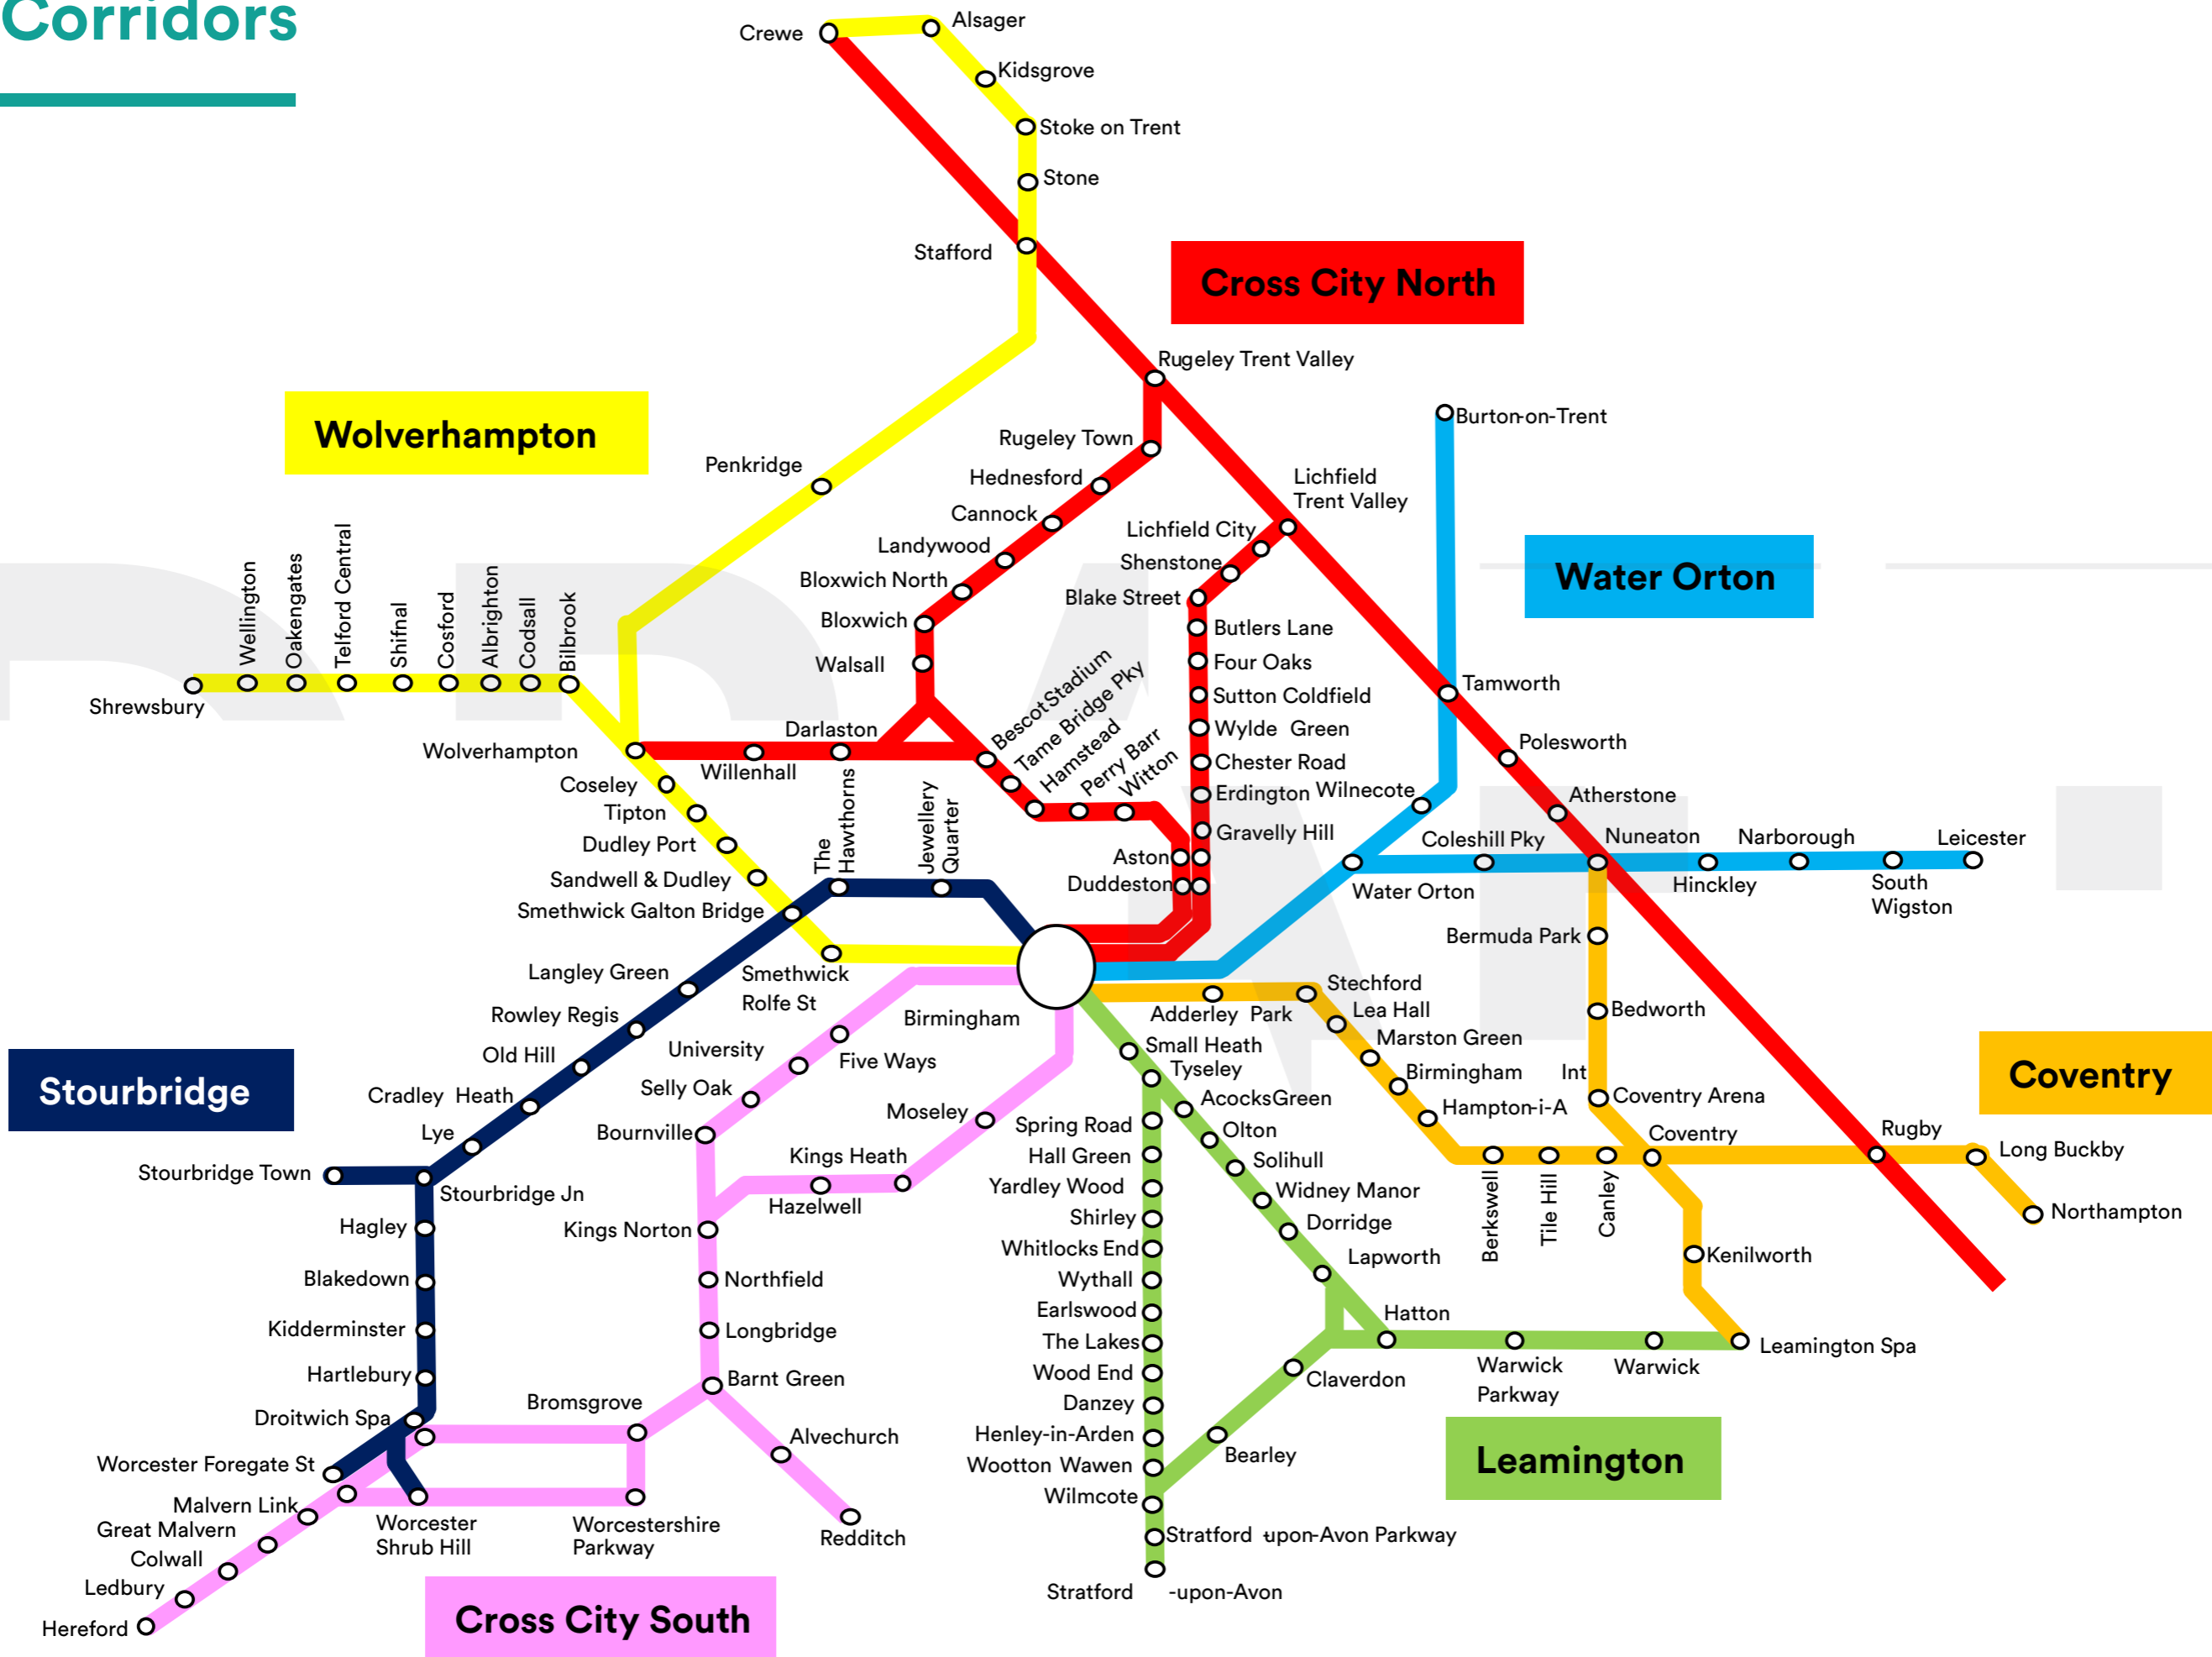 Corridors
Crewe
Alsager
Kidsgrove
Stoke on Trent
Stone
Stafford
Cross City North
Rugeley Trent Valley
Wolverhampton
Burton-on-Trent
Rugeley Town
Penkridge
Hednesford
Lichfield
Trent Valley
Cannock
Lichfield City
Landywood
Shenstone
Water Orton
Bloxwich North
Blake Street
Bloxwich
Butlers Lane
Walsall
Four Oaks
Wellington
Oakengates
Telford Central
Shifnal
Cosford
Albrighton
Codsall
Bilbrook
Shrewsbury
Sutton Coldfield
Tamworth
Bescot Stadium
Tame Bridge Pky
Hamstead
Perry Barr
Witton
Darlaston
Wylde Green
Wolverhampton
Willenhall
Polesworth
Chester Road
Coseley
Erdington
Wilnecote
Atherstone
Tipton
Gravelly Hill
Dudley Port
The
Hawthorns
Jewellery
Quarter
Coleshill Pky
Nuneaton
Narborough
Leicester
Aston
Sandwell & Dudley
Duddeston
Water Orton
Hinckley
South
Wigston
Smethwick Galton Bridge
Bermuda Park
Langley Green
Smethwick
Rolfe St
Stechford
Rowley Regis
Birmingham
Adderley Park
Lea Hall
Bedworth
Old Hill
University
Five Ways
Small Heath
Marston Green
Stourbridge
Tyseley
Birmingham Int
Coventry
Selly Oak
Cradley Heath
Acocks Green
Hampton-i-A
Coventry Arena
Moseley
Lye
Bournville
Spring Road
Olton
Coventry
Rugby
Long Buckby
Stourbridge Town
Kings Heath
Hall Green
Solihull
Stourbridge Jn
Hazelwell
Yardley Wood
Widney Manor
Berkswell
Tile Hill
Canley
Northampton
Hagley
Kings Norton
Shirley
Dorridge
Whitlocks End
Lapworth
Kenilworth
Blakedown
Northfield
Wythall
Kidderminster
Longbridge
Earlswood
Hatton
The Lakes
Leamington Spa
Hartlebury
Barnt Green
Wood End
Claverdon
Warwick
Parkway
Warwick
Droitwich Spa
Bromsgrove
Danzey
Alvechurch
Henley-in-Arden
Bearley
Leamington
Worcester Foregate St
Wootton Wawen
Malvern Link
Wilmcote
Great Malvern
Worcester
Shrub Hill
Worcestershire
Parkway
Redditch
Stratford -upon-Avon Parkway
Colwall
Ledbury
Stratford -upon-Avon
Hereford
Cross City South